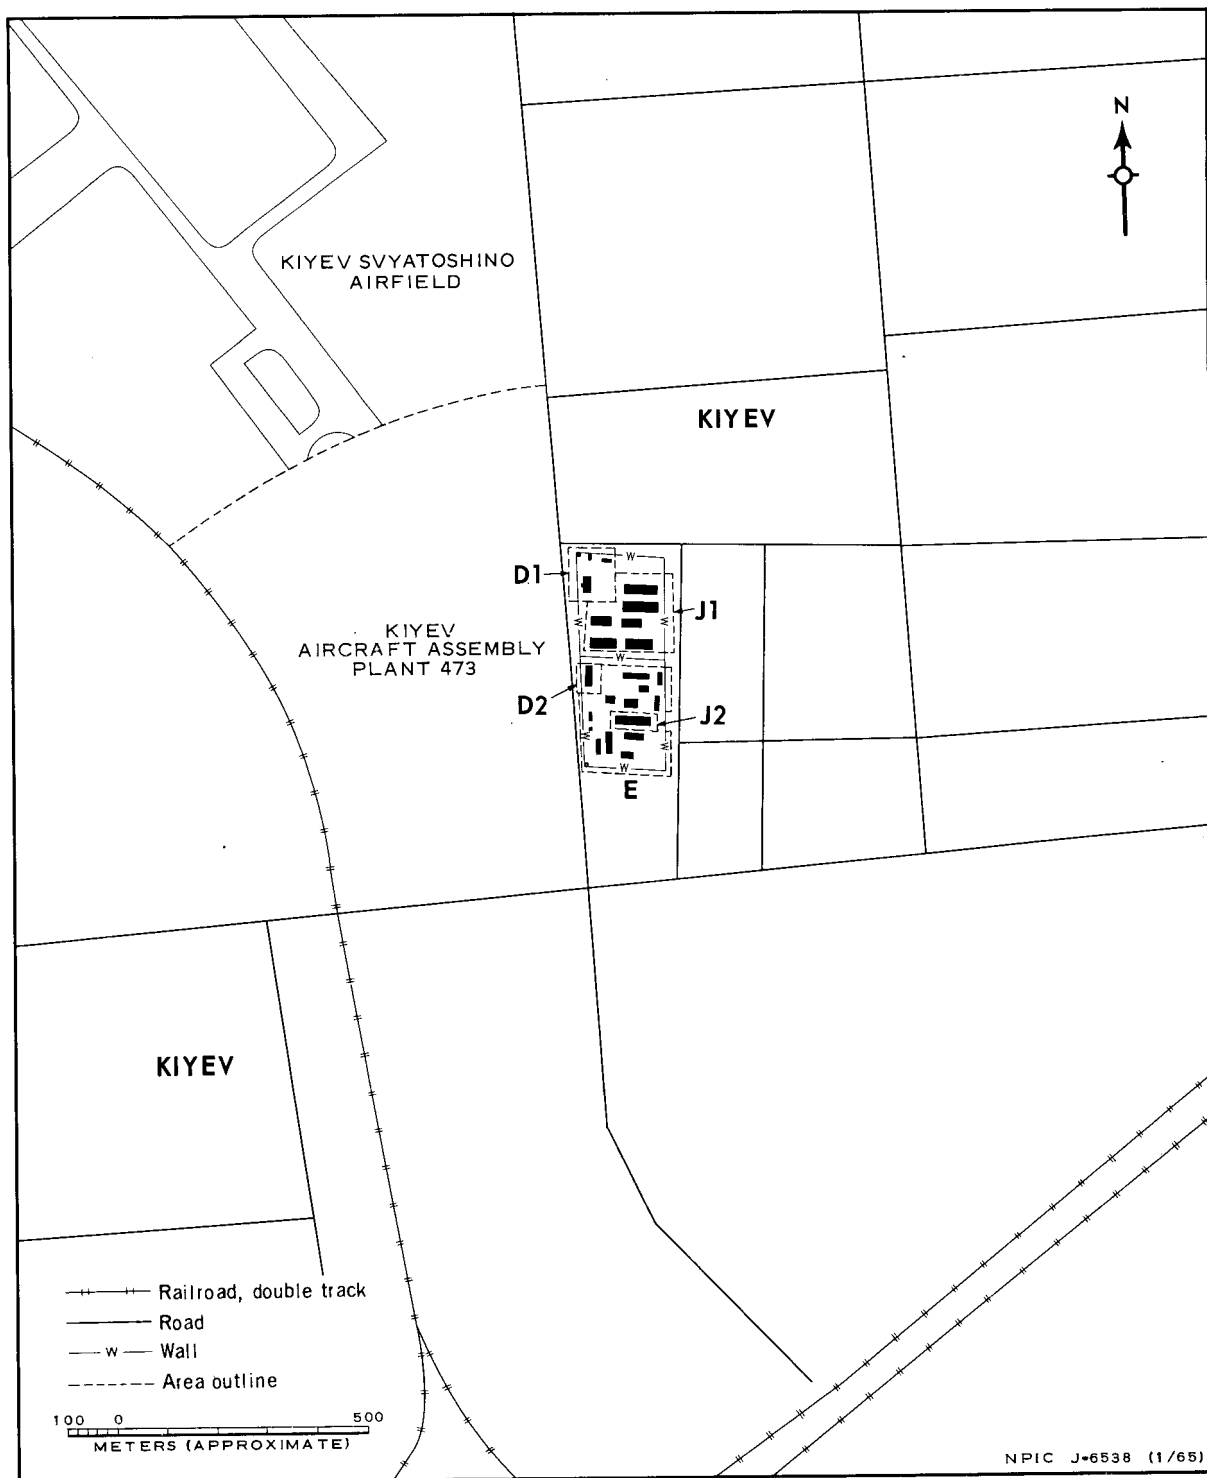 N
KIYEV SVYATOSHINO
AIRFIELD
KIYEV
W
D1
J1
KIYEV
AIRCRAFT ASSEMBLY
PLANT 473
W
W
W
D2
J2
W
W
W
E
KIYEV
Railroad, double track
Road
W
Wall
Area outline
100 0 500
METERS (APPROXIMATE)
NPIC J-6538 (1/65)